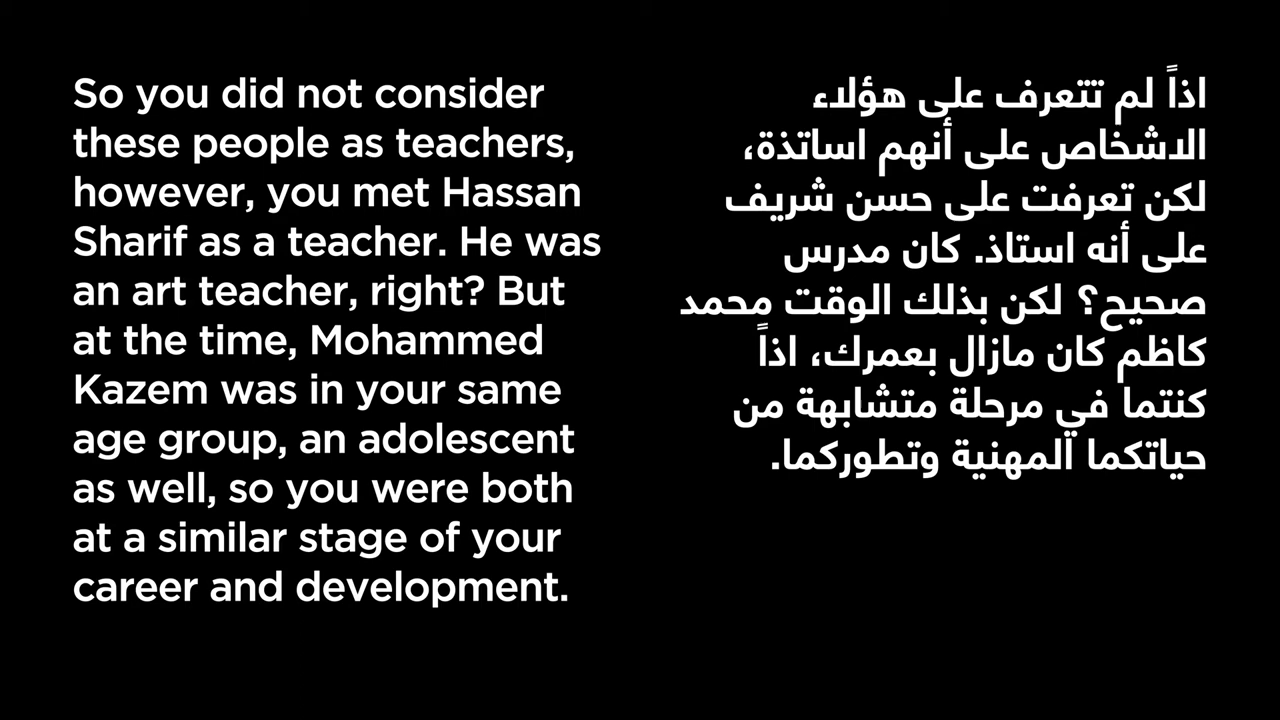 So you did not consider
these people as teachers,
however, you met Hassan
Sharif as a teacher. He was
an art teacher, right? But
at the time, Mohammed
Kazem was in your same
age group, an adolescent
as well, so you were both
at a similar stage of your
career and development.
اذاً لم تتعرف على هؤلاء
الاشخاص على أنهم اساتذة،
لكن تعرفت على حسن شريف
على أنه استاذ. كان مدرس
صحيح؟ لكن بذلك الوقت محمد
كاظم كان مازال بعمرك، اذاً
كنتما في مرحلة متشابهة من
حياتكما المهنية وتطوركما.